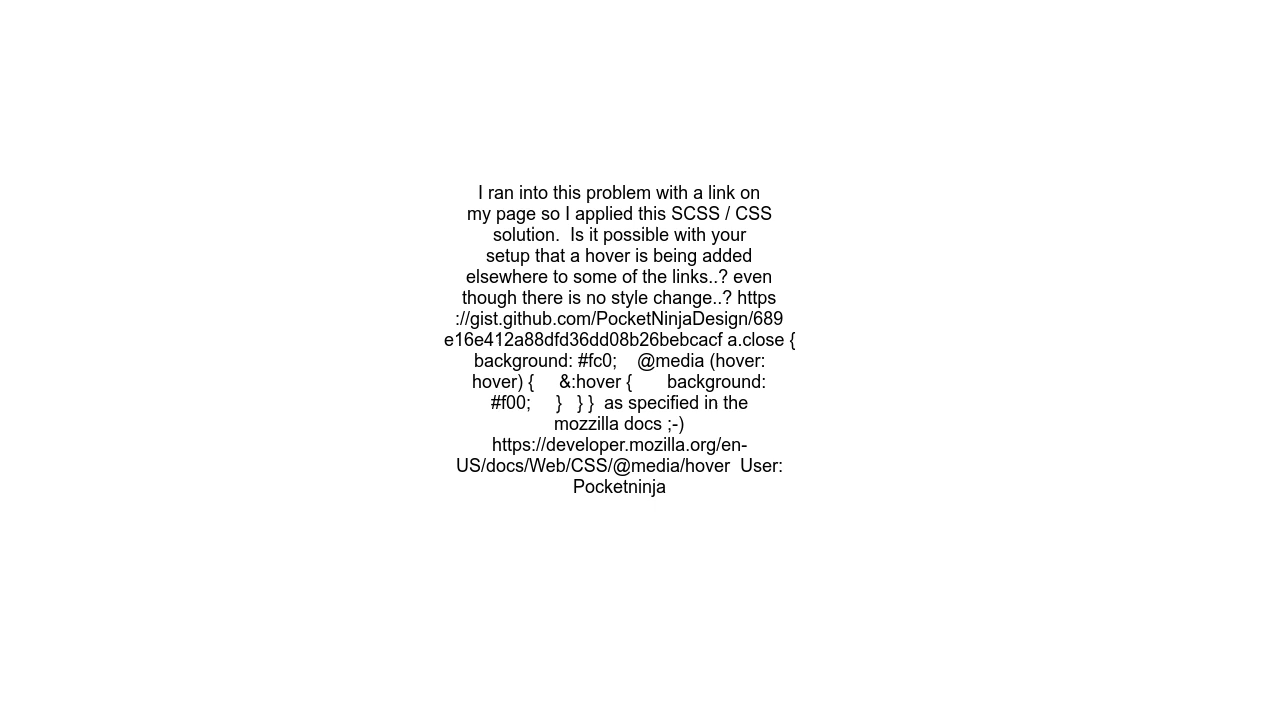 I ran into this problem with a link on
my page so I applied this SCSS / CSS
solution.  Is it possible with your
setup that a hover is being added
elsewhere to some of the links..? even
though there is no style change..? https
://gist.github.com/PocketNinjaDesign/689
e16e412a88dfd36dd08b26bebcacf a.close {
background: #fc0;    @media (hover:
hover) {     &:hover {       background:
#f00;     }   } }  as specified in the
mozzilla docs ;-)
https://developer.mozilla.org/en-
US/docs/Web/CSS/@media/hover  User:
Pocketninja